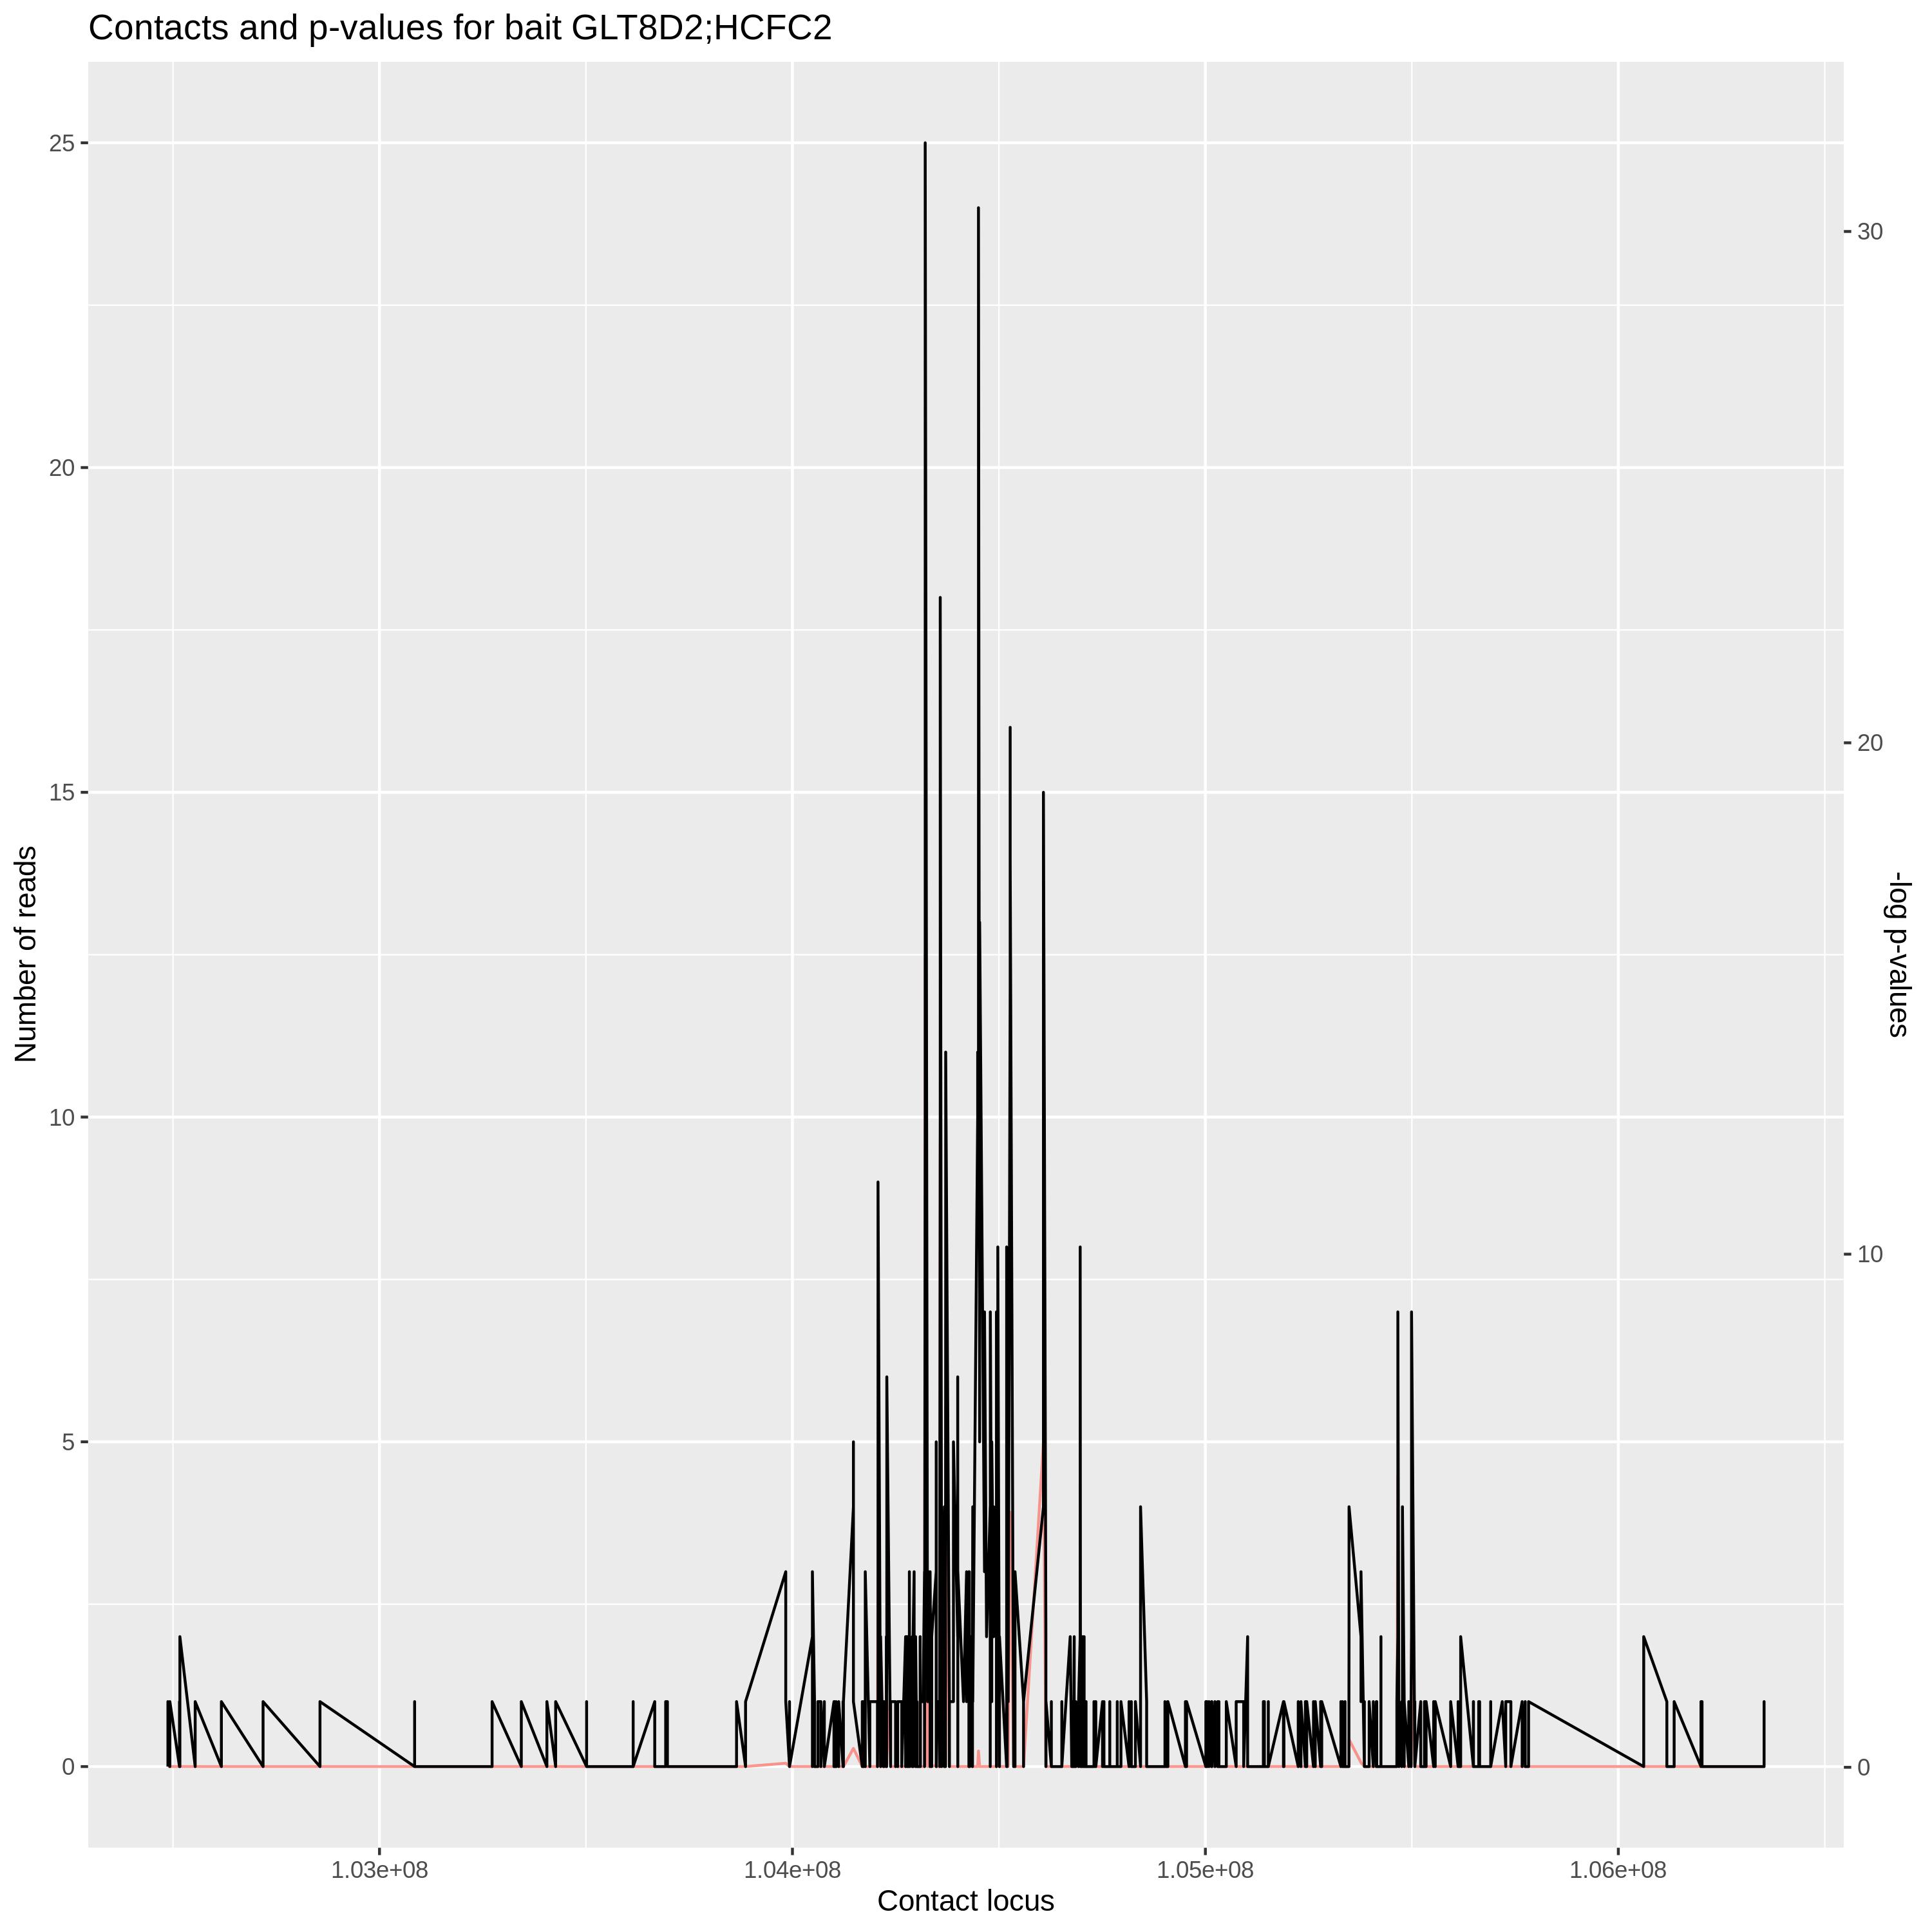 Contacts and p-values for bait GLT8D2;HCFC2
25
20
15
10
5
0
Number of reads
30
20
10
0
-log p-values
1.03e+08
1.04e+08
1.05e+08
1.06e+08
Contact locus